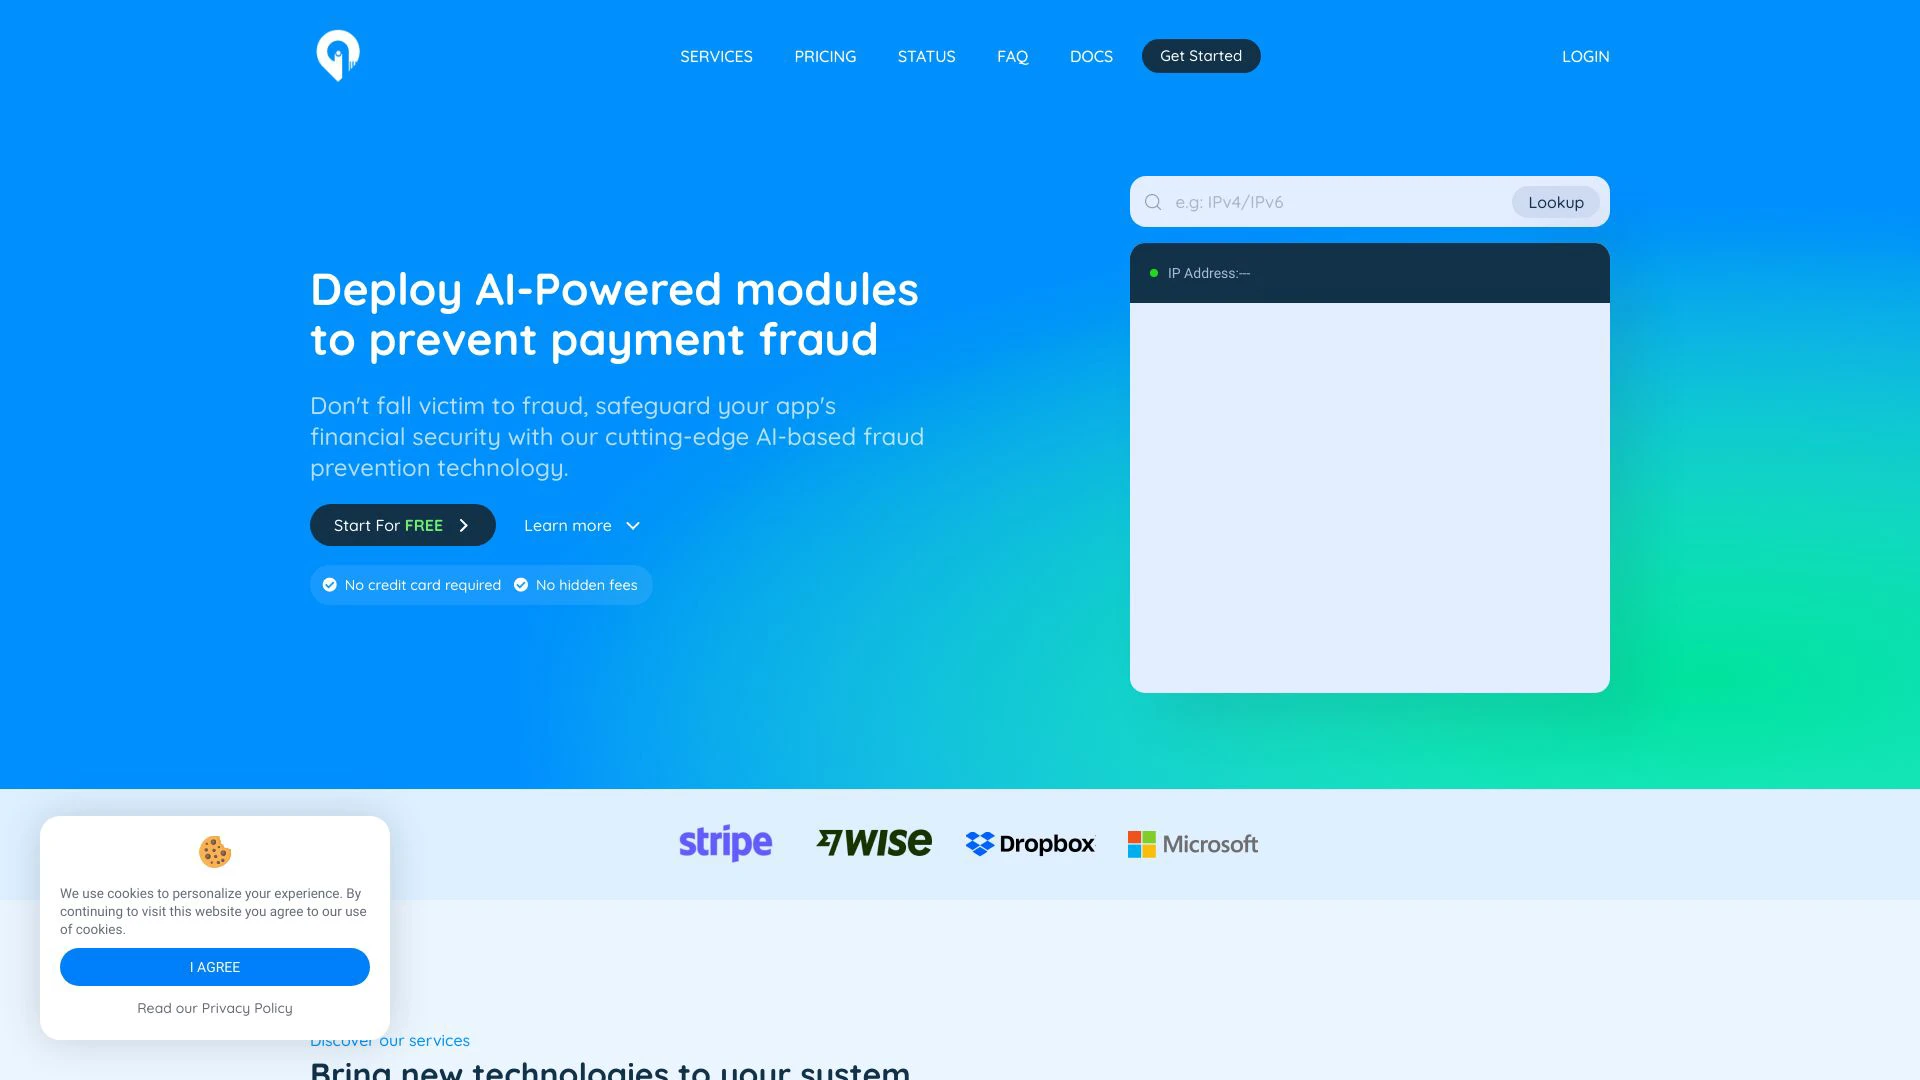 SERVICES PRICING STATUS FAQ DOCS Get Started LOGIN
e.g: IPv4/IPv6 Lookup
IP Address:---
Deploy AI-Powered modules
to prevent payment fraud
Don't fall victim to fraud, safeguard your app's
financial security with our cutting-edge AI-based fraud
prevention technology.
Start For FREE Learn more
No credit card required No hidden fees
stripe WISE Dropbox Microsoft
We use cookies to personalize your experience. By
continuing to visit this website you agree to our use
of cookies.
I AGREE
Read our Privacy Policy
Discover our services
Bring new technologies to your system